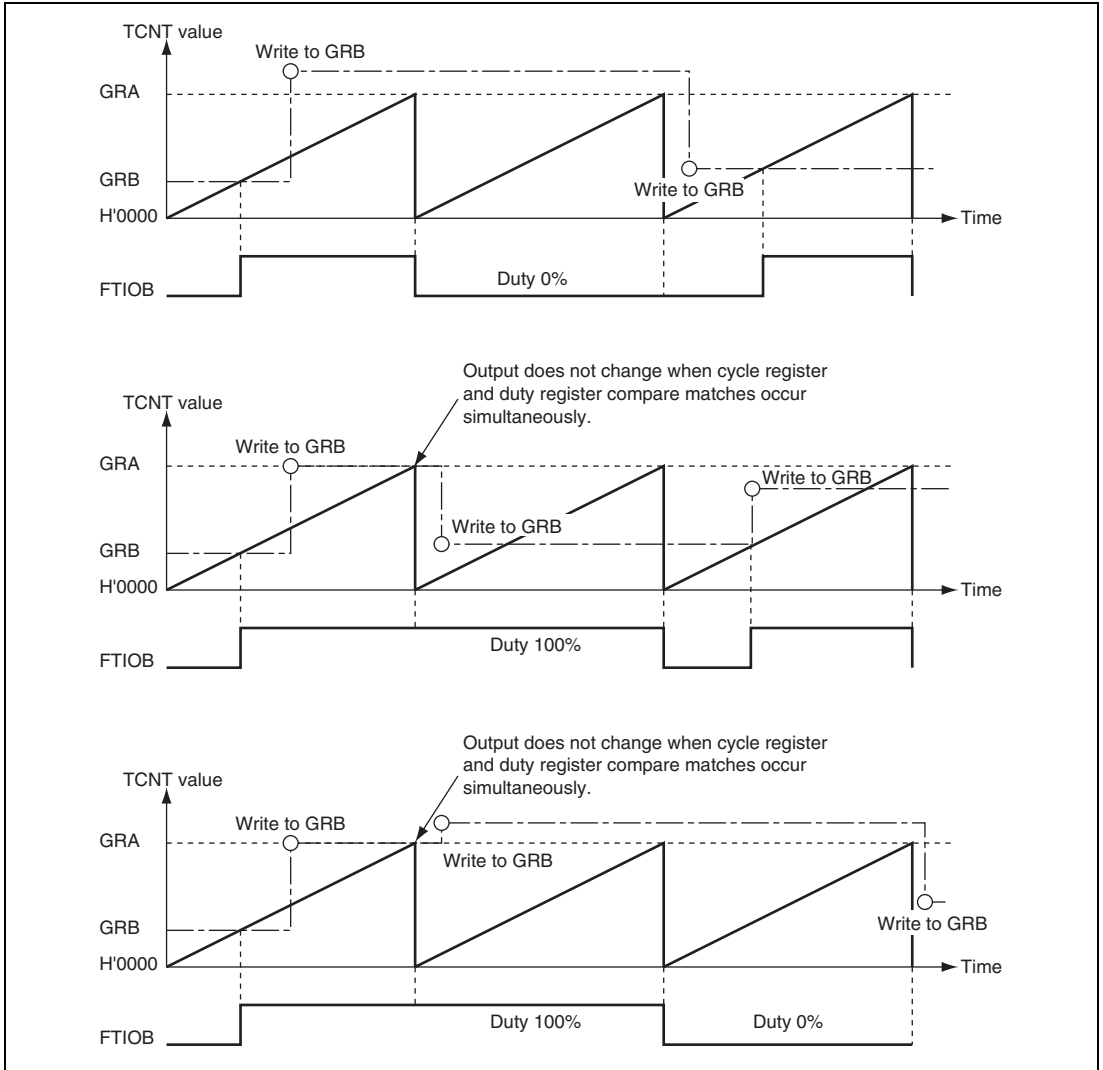 TCNT value
Write to GRB
GRA
GRB
Write to GRB
H'0000
Time
Duty 0%
FTIOB
Output does not change when cycle register
and duty register compare matches occur
simultaneously.
TCNT value
Write to GRB
GRA
Write to GRB
Write to GRB
GRB
H'0000
Time
Duty 100%
FTIOB
Output does not change when cycle register
and duty register compare matches occur
simultaneously.
TCNT value
Write to GRB
GRA
Write to GRB
GRB
Write to GRB
H'0000
Time
Duty 100%
Duty 0%
FTIOB